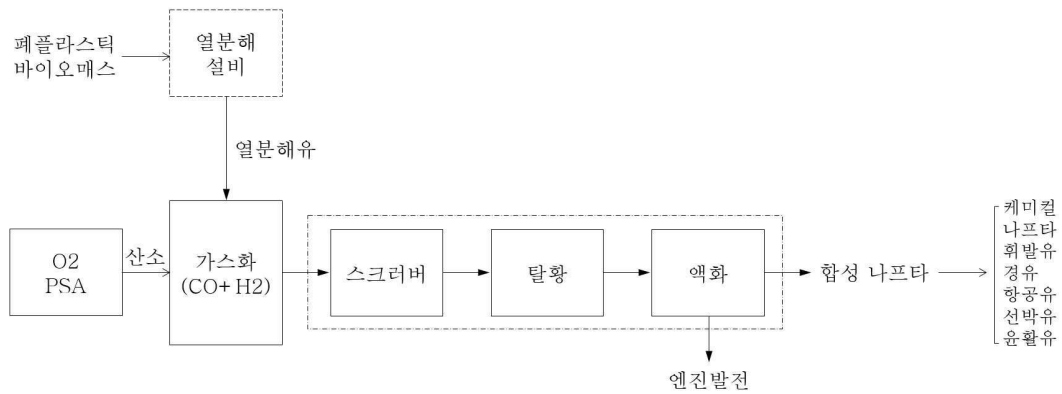 폐플라스틱
바이오매스
열분해
설비
열분해유
O2
PSA
산소
가스화
(CO+H2)
스크러버
탈황
액화
합성 나프타
엔진발전
케미컬
나프타
휘발유
경유
항공유
선박유
윤활유